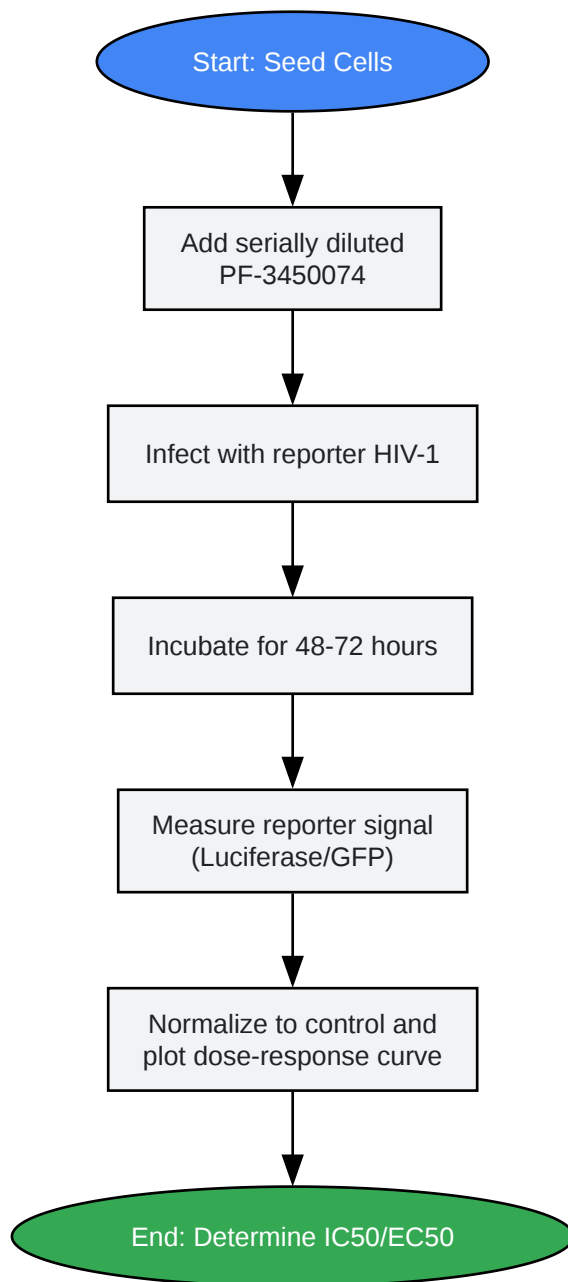 Start: Seed Cells
Add serially diluted
PF-3450074
Infect with reporter HIV-1
Incubate for 48-72 hours
Measure reporter signal
(Luciferase/GFP)
Normalize to control and
plot dose-response curve
End: Determine IC50/EC50